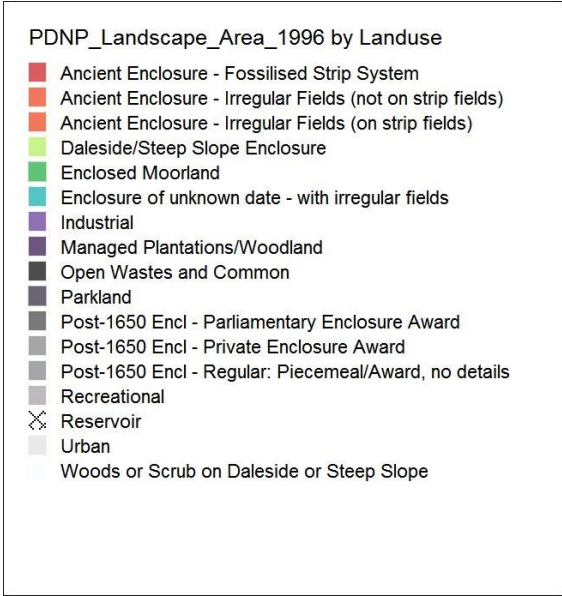 PDNP_Landscape_Area_1996 by Landuse
Ancient Enclosure - Fossilised Strip System
Ancient Enclosure - Irregular Fields (not on strip fields)
Ancient Enclosure - Irregular Fields (on strip fields)
Daleside/Steep Slope Enclosure
Enclosed Moorland
Enclosure of unknown date - with irregular fields
Industrial
Managed Plantations/Woodland
Open Wastes and Common
Parkland
Post-1650 Encl - Parliamentary Enclosure Award
Post-1650 Encl - Private Enclosure Award
Post-1650 Encl - Regular: Piecemeal/Award, no details
Recreational
Reservoir
Urban
Woods or Scrub on Daleside or Steep Slope